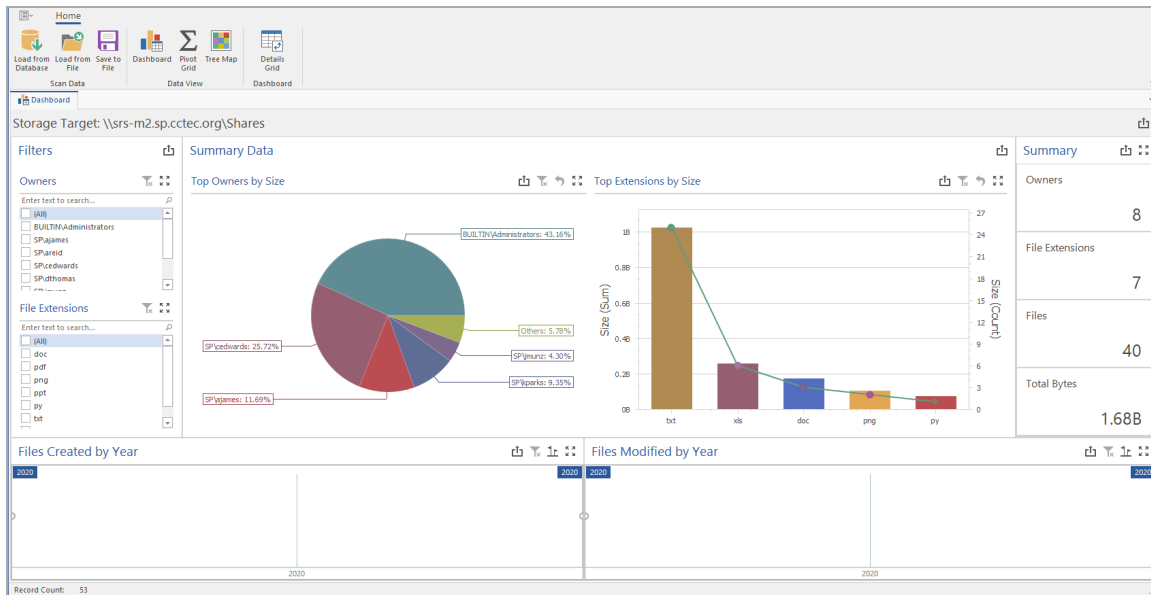 Home
Load from Database
Load from File
Save to File
Dashboard
Pivot Grid
Tree Map
Details Grid
Scan Data
Data View
Dashboard
Dashboard
Storage Target: \\srs-m2.sp.cctec.org\Shares
Filters
Owners
Enter text to search...
(All)
BUILTIN\Administrators
SP\ajames
SP\areid
SP\cedwards
SP\dthomas
SP\jmunz
File Extensions
Enter text to search...
(All)
doc
pdf
png
ppt
py
txt
Summary Data
Top Owners by Size
BUILTIN\Administrators: 43.16%
Others: 5.78%
SP\jmunz: 4.30%
SP\kparks: 9.35%
SP\ajames: 11.69%
SP\cedwards: 25.72%
Top Extensions by Size
Size (Sum)
1B
0.8B
0.6B
0.4B
0.2B
0B
txt
xls
doc
png
py
27
24
21
18
15
12
9
6
3
0
Size (Count)
Summary
Owners
8
File Extensions
7
Files
40
Total Bytes
1.68B
Files Created by Year
2020
2020
2020
Files Modified by Year
2020
2020
2020
Record Count: 53